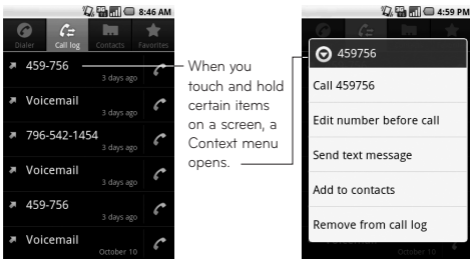 8:46 AM
Dialer Call log Contacts Favorites
459-756
3 days ago
Voicemail
3 days ago
796-542-1454
3 days ago
Voicemail
3 days ago
459-756
3 days ago
Voicemail
October 10
When you
touch and hold
certain items
on a screen, a
Context menu
opens.
4:59 PM
459756
Call 459756
Edit number before call
Send text message
Add to contacts
Remove from call log
October 10